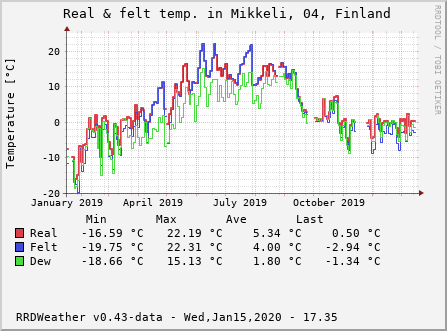 Real & felt temp. in Mikkeli, 04, Finland
RRDTOOL / TOBI OETIKER
Temperature [°C]
20
10
0
-10
-20
January 2019 April 2019 July 2019 October 2019
Min Max Ave Last
Real -16.59 °C 22.19 °C 5.34 °C 0.50 °C
Felt -19.75 °C 22.31 °C 4.00 °C -2.94 °C
Dew -18.66 °C 15.13 °C 1.80 °C -1.34 °C
RRDWeather v0.43-data - Wed,Jan15,2020 - 17.35